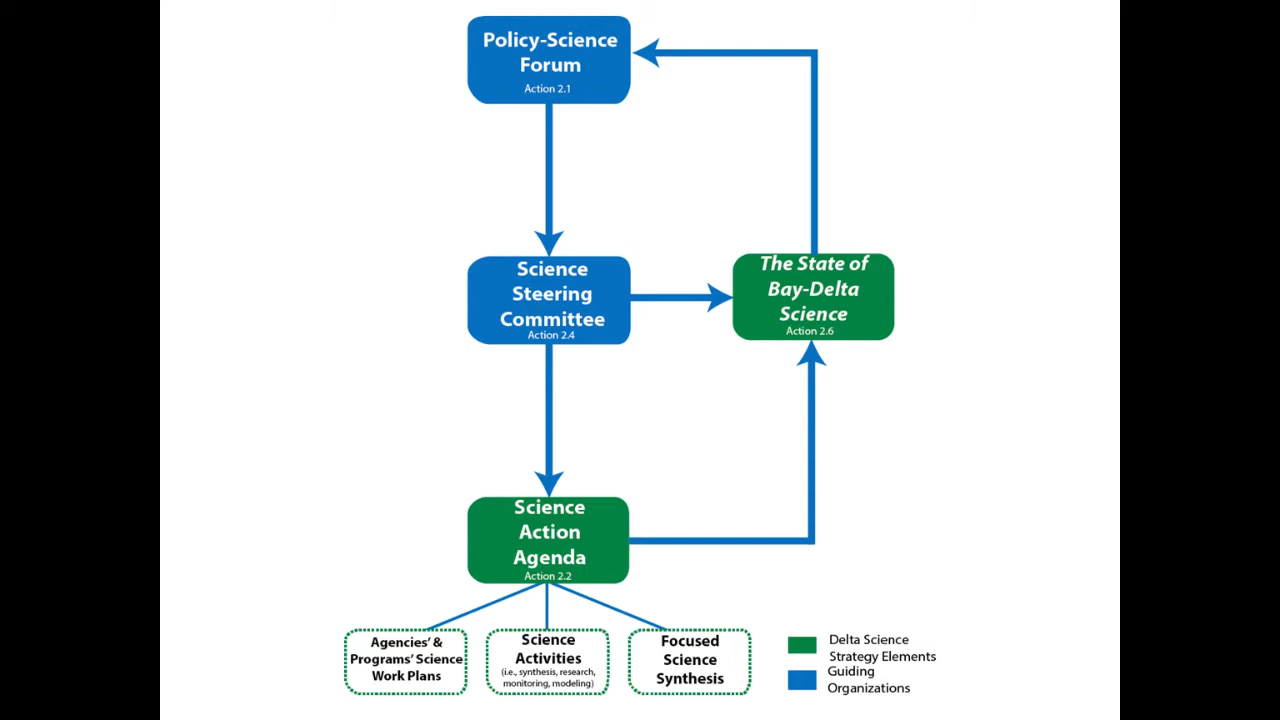 Policy-Science
Forum
Action 2.1
Science
Steering
Committee
Action 2.4
The State of
Bay-Delta
Science
Action 2.6
Science
Action
Agenda
Action 2.2
Agencies’ &
Programs’ Science
Work Plans
Science
Activities
(i.e., synthesis, research,
monitoring, modeling)
Focused
Science
Synthesis
Delta Science
Strategy Elements
Guiding
Organizations